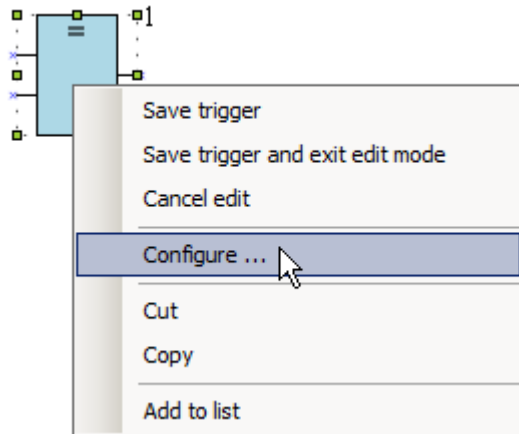 1
=
Save trigger
Save trigger and exit edit mode
Cancel edit
Configure ...
Cut
Copy
Add to list